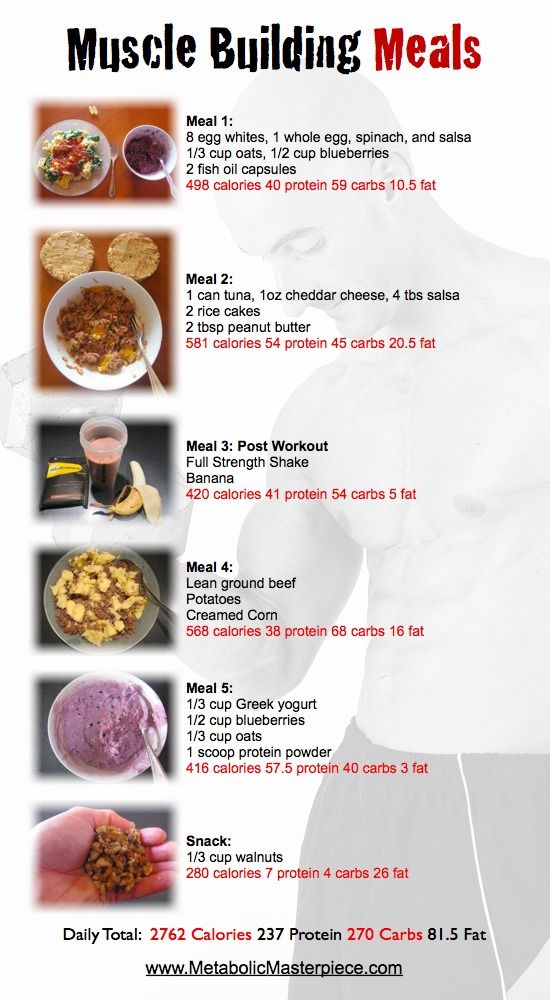 Muscle Building Meals
Meal 1:
8 egg whites, 1 whole egg, spinach, and salsa
1/3 cup oats, 1/2 cup blueberries
2 fish oil capsules
498 calories 40 protein 59 carbs 10.5 fat
Meal 2:
1 can tuna, 1oz cheddar cheese, 4 tbs salsa
2 rice cakes
2 tbsp peanut butter
581 calories 54 protein 45 carbs 20.5 fat
Meal 3: Post Workout
Full Strength Shake
Banana
420 calories 41 protein 54 carbs 5 fat
Meal 4:
Lean ground beef
Potatoes
Creamed Corn
568 calories 38 protein 68 carbs 16 fat
Meal 5:
1/3 cup Greek yogurt
1/2 cup blueberries
1/3 cup oats
1 scoop protein powder
416 calories 57.5 protein 40 carbs 3 fat
Snack:
1/3 cup walnuts
280 calories 7 protein 4 carbs 26 fat
Daily Total: 2762 Calories 237 Protein 270 Carbs 81.5 Fat
www.MetabolicMasterpiece.com